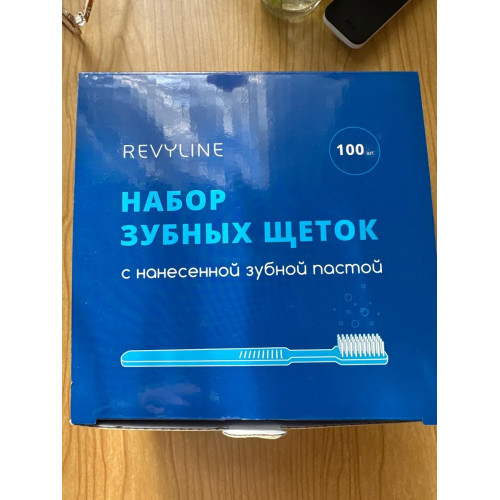 REVYLINE
100 шт.
НАБОР
ЗУБНЫХ ЩЕТОК
с нанесенной зубной пастой